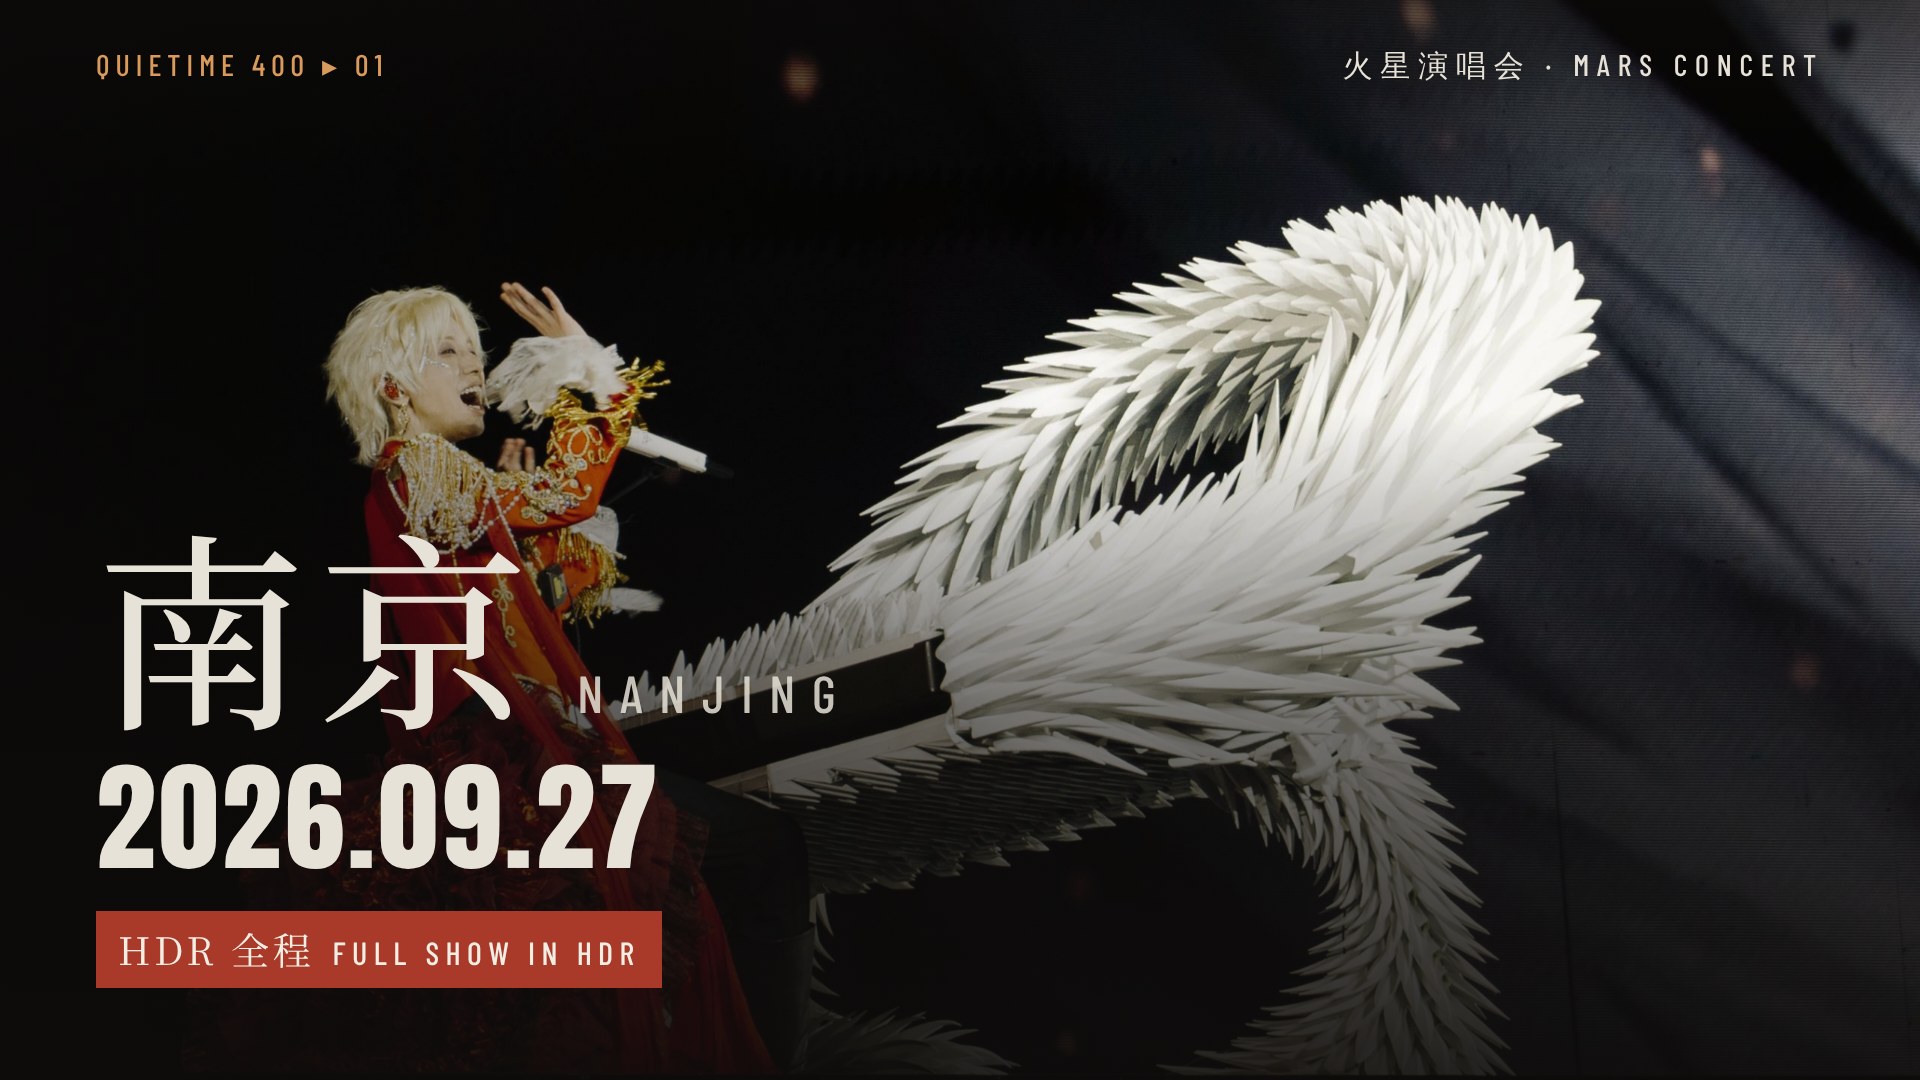 QUIETIME 400 ▸ 01
火星演唱会 · MARS CONCERT
南京 NANJING
2026.09.27
HDR 全程 FULL SHOW IN HDR